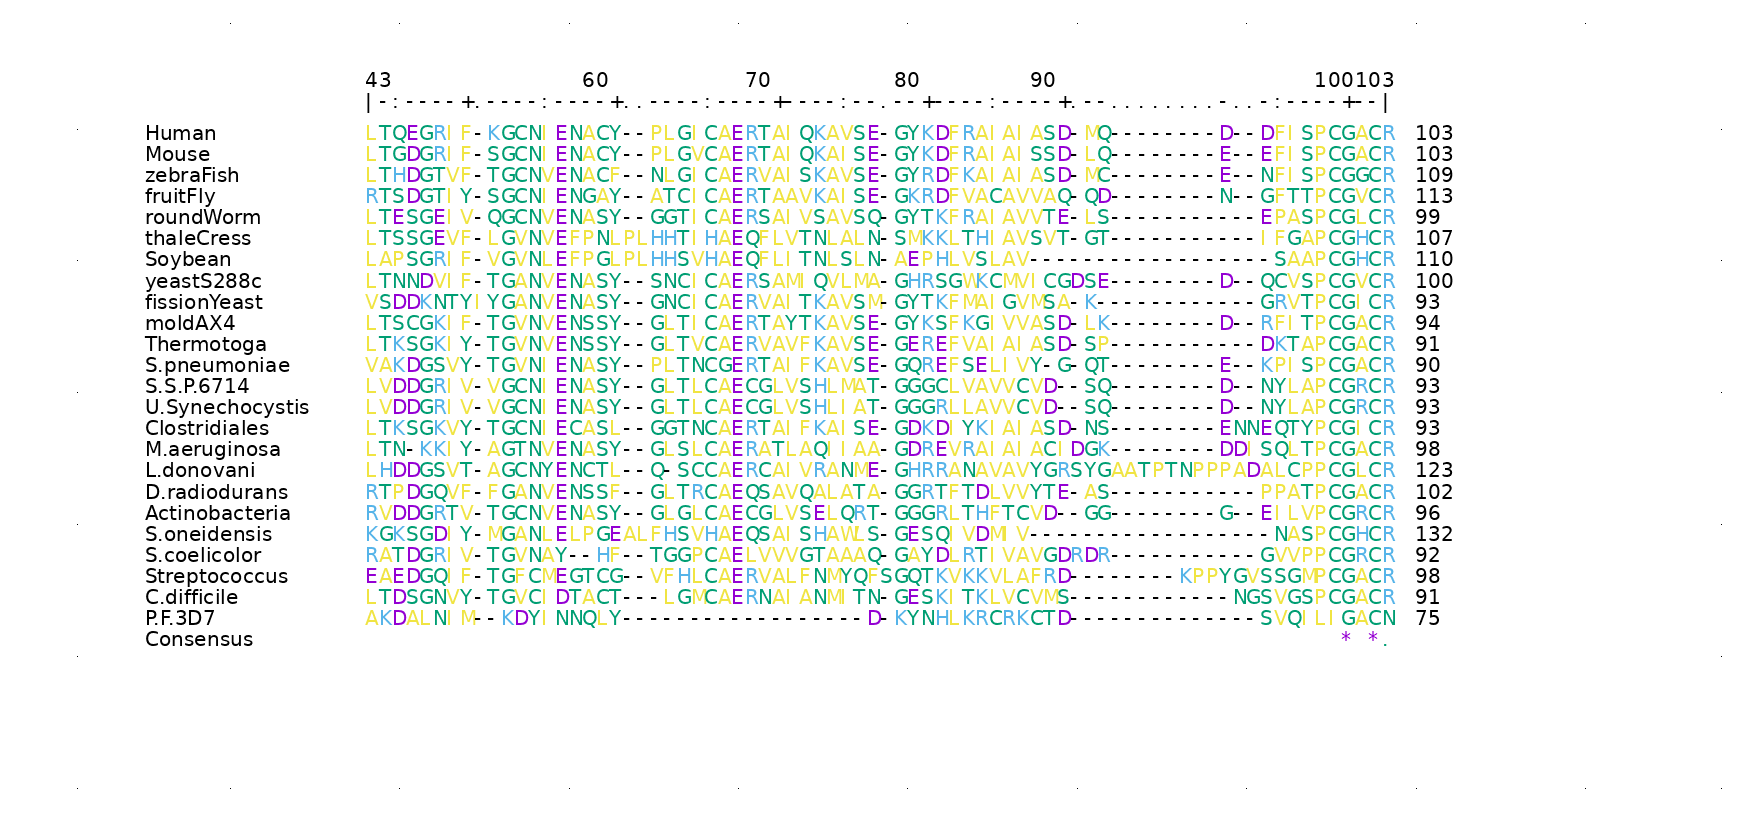 43 60 70 80 90 100103
|-:----+.----:----+..----:----+----:--.--+----:----+.--........-..-:----+--|
Human LTQEGRIF-KGCNIENACY--PLGICAERTAIQKAVSE-GYKDFRAIAIASD-MQ--------D--DFISPCGACR 103
Mouse LTGDGRIF-SGCNIENACY--PLGVCAERTAIQKAISE-GYKDFRAIAISSD-LQ--------E--EFISPCGACR 103
zebraFish LTHDGTVF-TGCNVENACF--NLGICAERVAISKAVSE-GYRDFKAIAIASD-MC--------E--NFISPCGGCR 109
fruitFly RTSDGTIY-SGCNIENGAY--ATCICAERTAAVKAISE-GKRDFVACAVVAQ-QD--------N--GFTTPCGVCR 113
roundWorm LTESGEIV-QGCNVENASY--GGTICAERSAIVSAVSQ-GYTKFRAIAVVTE-LS-----------EPASPCGLCR 99
thaleCress LTSSGEVF-LGVNVEFPNLPLHHTIHAEQFLVTNLALN-SMKKLTHIAVSVT-GT-----------IFGAPCGHCR 107
Soybean LAPSGRIF-VGVNLEFPGLPLHHSVHAEQFLITNLSLN-AEPHLVSLAV------------------SAAPCGHCR 110
yeastS288c LTNNDVIF-TGANVENASY--SNCICAERSAMIQVLMA-GHRSGWKCMVICGDSE--------D--QCVSPCGVCR 100
fissionYeast VSDDKNTYIYGANVENASY--GNCICAERVAITKAVSM-GYTKFMAIGVMSA-K------------GRVTPCGICR 93
moldAX4 LTSCGKIF-TGVNVENSSY--GLTICAERTAYTKAVSE-GYKSFKGIVVASD-LK--------D--RFITPCGACR 94
Thermotoga LTKSGKIY-TGVNVENSSY--GLTVCAERVAVFKAVSE-GEREFVAIAIASD-SP-----------DKTAPCGACR 91
S.pneumoniae VAKDGSVY-TGVNIENASY--PLTNCGERTAIFKAVSE-GQREFSELIVY-G-QT--------E--KPISPCGACR 90
S.S.P.6714 LVDDGRIV-VGCNIENASY--GLTLCAECGLVSHLMAT-GGGCLVAVVCVD--SQ--------D--NYLAPCGRCR 93
U.Synechocystis LVDDGRIV-VGCNIENASY--GLTLCAECGLVSHLIAT-GGGRLLAVVCVD--SQ--------D--NYLAPCGRCR 93
Clostridiales LTKSGKVY-TGCNIECASL--GGTNCAERTAIFKAISE-GDKDIYKIAIASD-NS--------ENNEQTYPCGICR 93
M.aeruginosa LTN-KKIY-AGTNVENASY--GLSLCAERATLAQIIAA-GDREVRAIAIACIDGK--------DDISQLTPCGACR 98
L.donovani LHDDGSVT-AGCNYENCTL--Q-SCCAERCAIVRANME-GHRRANAVAVYGRSYGAATPTNPPPADALCPPCGLCR 123
D.radiodurans RTPDGQVF-FGANVENSSF--GLTRCAEQSAVQALATA-GGRTFTDLVVYTE-AS-----------PPATPCGACR 102
Actinobacteria RVDDGRTV-TGCNVENASY--GLGLCAECGLVSELQRT-GGGRLTHFTCVD--GG--------G--EILVPCGRCR 96
S.oneidensis KGKSGDIY-MGANLELPGEALFHSVHAEQSAISHAWLS-GESQIVDMIV------------------NASPCGHCR 132
S.coelicolor RATDGRIV-TGVNAY--HF--TGGPCAELVVVGTAAAQ-GAYDLRTIVAVGDRDR-----------GVVPPCGRCR 92
Streptococcus EAEDGQIF-TGFCMEGTCG--VFHLCAERVALFNMYQFSGQTKVKKVLAFRD--------KPPYGVSSGMPCGACR 98
C.difficile LTDSGNVY-TGVCIDTACT---LGMCAERNAIANMITN-GESKLTKLVCVMS------------NGSVGSPCGACR 91
P.F.3D7 AKDALNIM--KDYINNQLY------------------D-KYNHLKRCRKCTD--------------SVQILIGACN 75
Consensus * *.